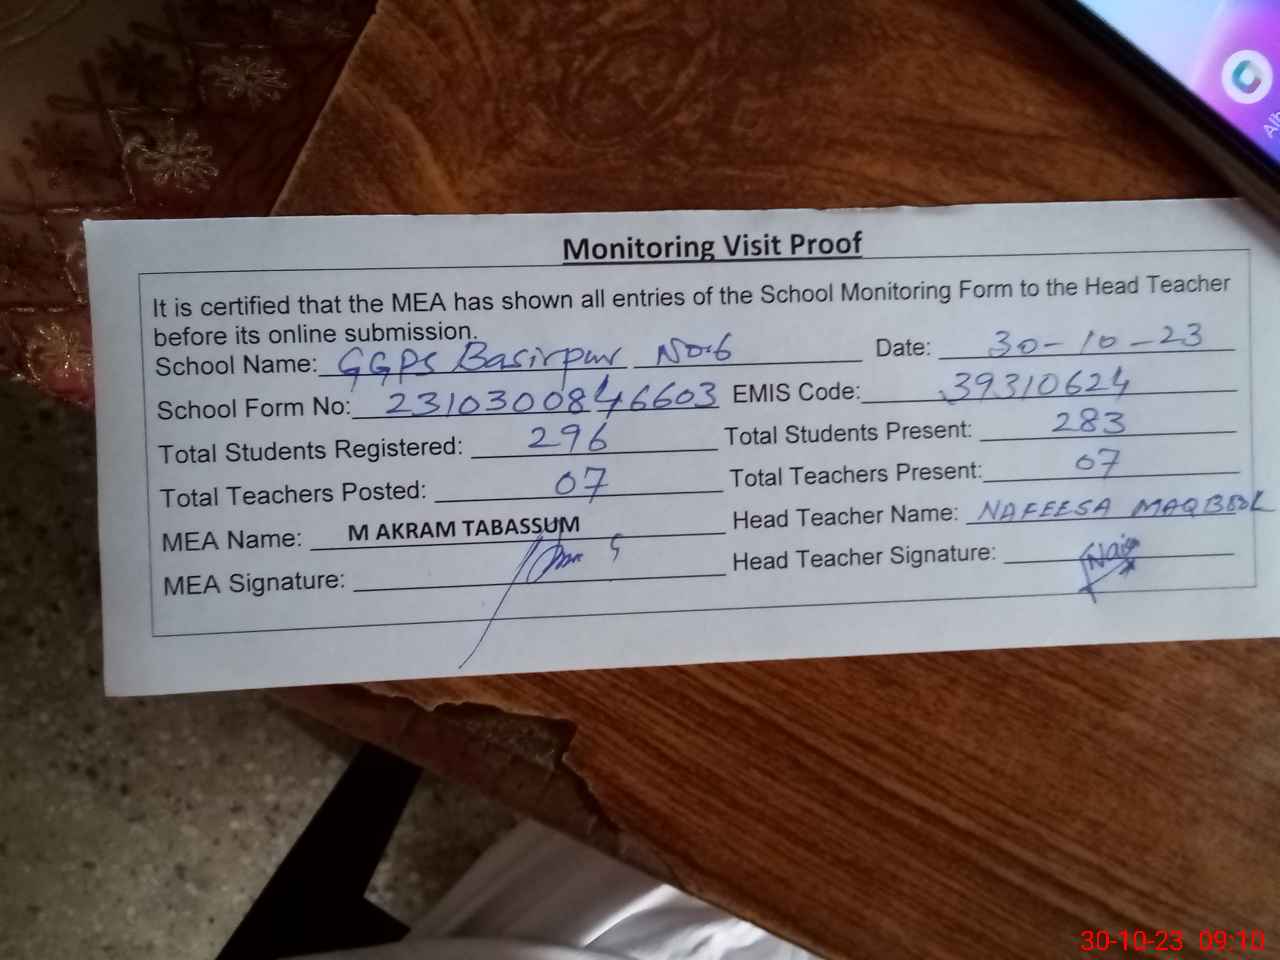 Monitoring Visit Proof
It is certified that the MEA has shown all entries of the School Monitoring Form to the Head Teacher
before its online submission.
School Name: GGPS Basirpur No.6 Date: 30-10-23
School Form No: 2310300846603 EMIS Code: 39310624
Total Students Registered: 296 Total Students Present: 283
Total Teachers Posted: 07 Total Teachers Present: 07
MEA Name: M AKRAM TABASSUM Head Teacher Name: NAFEESA MAQBOOL
MEA Signature: Head Teacher Signature:
30-10-23 09:10